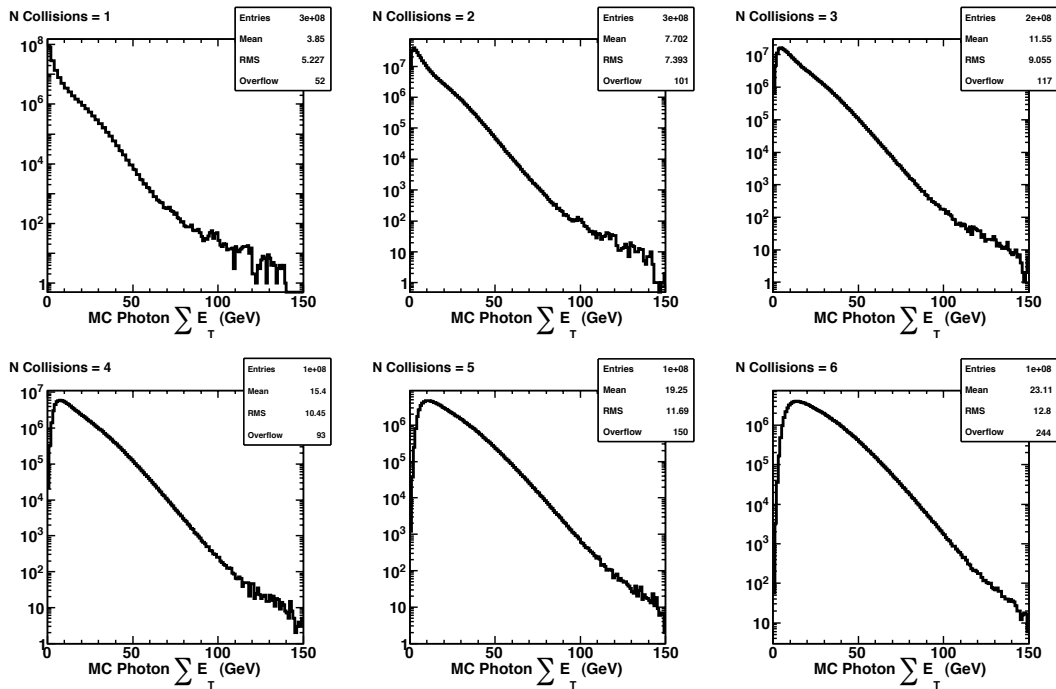 N Collisions = 1
Entries 3e+08
Mean 3.85
RMS 5.227
Overflow 52
10^8
10^6
10^4
10^2
1
0 50 100 150
MC Photon ∑ E_T (GeV)
N Collisions = 2
Entries 3e+08
Mean 7.702
RMS 7.393
Overflow 101
10^7
10^6
10^5
10^4
10^3
10^2
10
1
0 50 100 150
MC Photon ∑ E_T (GeV)
N Collisions = 3
Entries 2e+08
Mean 11.55
RMS 9.055
Overflow 117
10^7
10^6
10^5
10^4
10^3
10^2
10
1
0 50 100 150
MC Photon ∑ E_T (GeV)
N Collisions = 4
Entries 1e+08
Mean 15.4
RMS 10.45
Overflow 93
10^7
10^6
10^5
10^4
10^3
10^2
10
1
0 50 100 150
MC Photon ∑ E_T (GeV)
N Collisions = 5
Entries 1e+08
Mean 19.25
RMS 11.69
Overflow 150
10^6
10^5
10^4
10^3
10^2
10
1
0 50 100 150
MC Photon ∑ E_T (GeV)
N Collisions = 6
Entries 1e+08
Mean 23.11
RMS 12.8
Overflow 244
10^6
10^5
10^4
10^3
10^2
10
0 50 100 150
MC Photon ∑ E_T (GeV)